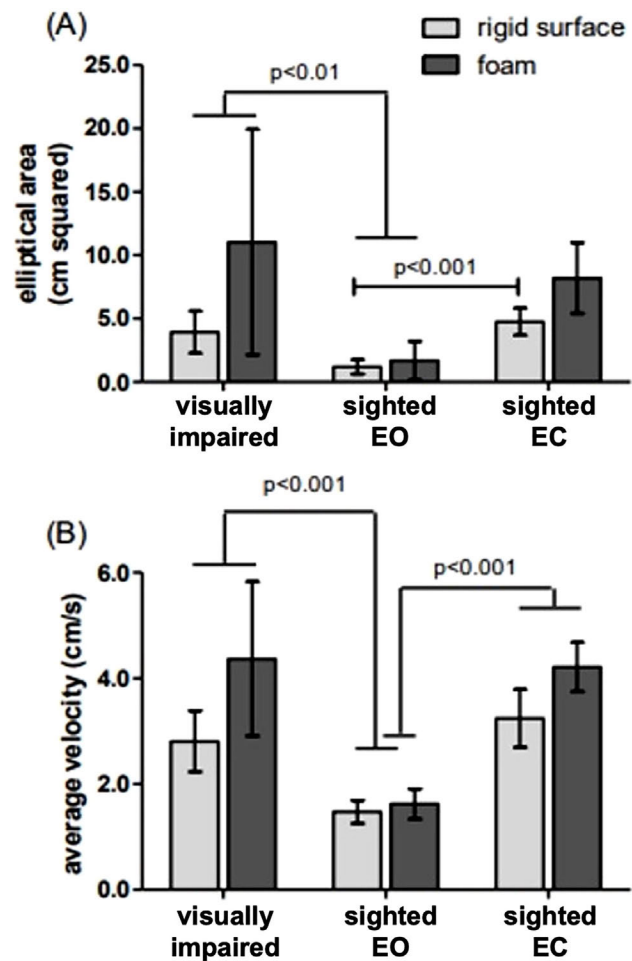 (A)
rigid surface
foam
25.0
20.0
15.0
10.0
5.0
0.0
elliptical area
(cm squared)
p<0.01
p<0.001
visually
impaired
sighted
EO
sighted
EC
(B)
p<0.001
p<0.001
6.0
4.0
2.0
0.0
average velocity (cm/s)
visually
impaired
sighted
EO
sighted
EC